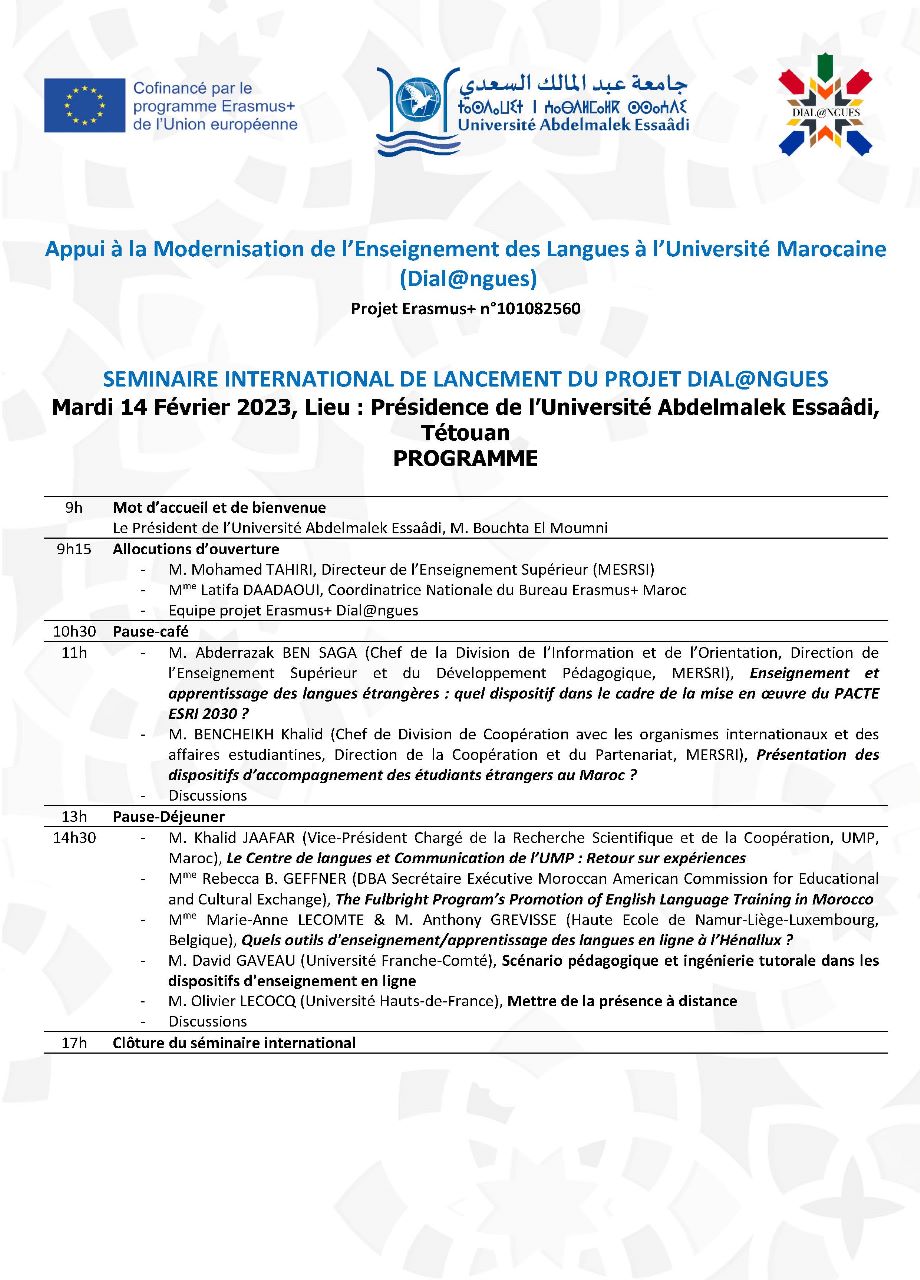 Cofinancé par le
programme Erasmus+
de l'Union européenne
جامعة عبد المالك السعدي
Université Abdelmalek Essaâdi
DIAL@NGUES
Appui à la Modernisation de l'Enseignement des Langues à l'Université Marocaine
(Dial@ngues)
Projet Erasmus+ n°101082560
SEMINAIRE INTERNATIONAL DE LANCEMENT DU PROJET DIAL@NGUES
Mardi 14 Février 2023, Lieu : Présidence de l'Université Abdelmalek Essaâdi,
Tétouan
PROGRAMME
9h Mot d'accueil et de bienvenue
Le Président de l'Université Abdelmalek Essaâdi, M. Bouchta El Moumni
9h15 Allocutions d'ouverture
- M. Mohamed TAHIRI, Directeur de l'Enseignement Supérieur (MESRSI)
- Mme Latifa DAADAOUI, Coordinatrice Nationale du Bureau Erasmus+ Maroc
- Equipe projet Erasmus+ Dial@ngues
10h30 Pause-café
11h - M. Abderrazak BEN SAGA (Chef de la Division de l'Information et de l'Orientation, Direction de
l'Enseignement Supérieur et du Développement Pédagogique, MERSRI), Enseignement et
apprentissage des langues étrangères : quel dispositif dans le cadre de la mise en œuvre du PACTE
ESRI 2030 ?
- M. BENCHEIKH Khalid (Chef de Division de Coopération avec les organismes internationaux et des
affaires estudiantines, Direction de la Coopération et du Partenariat, MERSRI), Présentation des
dispositifs d'accompagnement des étudiants étrangers au Maroc ?
- Discussions
13h Pause-Déjeuner
14h30 - M. Khalid JAAFAR (Vice-Président Chargé de la Recherche Scientifique et de la Coopération, UMP,
Maroc), Le Centre de langues et Communication de l'UMP : Retour sur expériences
- Mme Rebecca B. GEFFNER (DBA Secrétaire Exécutive Moroccan American Commission for Educational
and Cultural Exchange), The Fulbright Program's Promotion of English Language Training in Morocco
- Mme Marie-Anne LECOMTE & M. Anthony GREVISSE (Haute Ecole de Namur-Liège-Luxembourg,
Belgique), Quels outils d'enseignement/apprentissage des langues en ligne à l'Hénallux ?
- M. David GAVEAU (Université Franche-Comté), Scénario pédagogique et ingénierie tutorale dans les
dispositifs d'enseignement en ligne
- M. Olivier LECOCQ (Université Hauts-de-France), Mettre de la présence à distance
- Discussions
17h Clôture du séminaire international